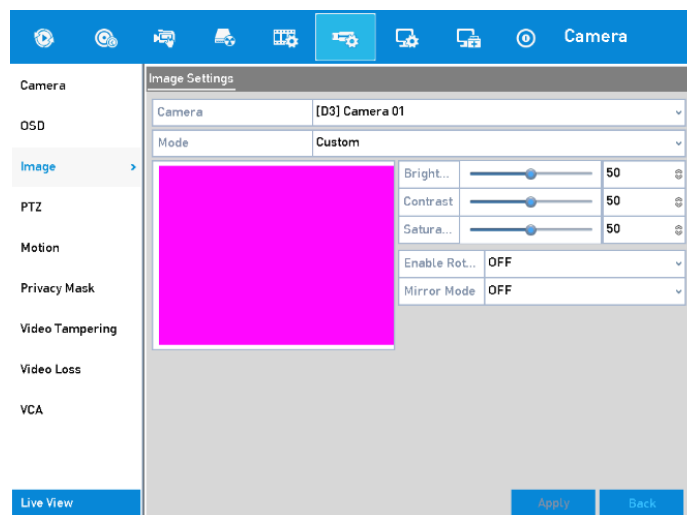 Camera
Camera
OSD
Image
PTZ
Motion
Privacy Mask
Video Tampering
Video Loss
VCA
Live View
Image Settings
Camera [D3] Camera 01
Mode Custom
Bright... 50
Contrast 50
Satura... 50
Enable Rot... OFF
Mirror Mode OFF
Apply Back